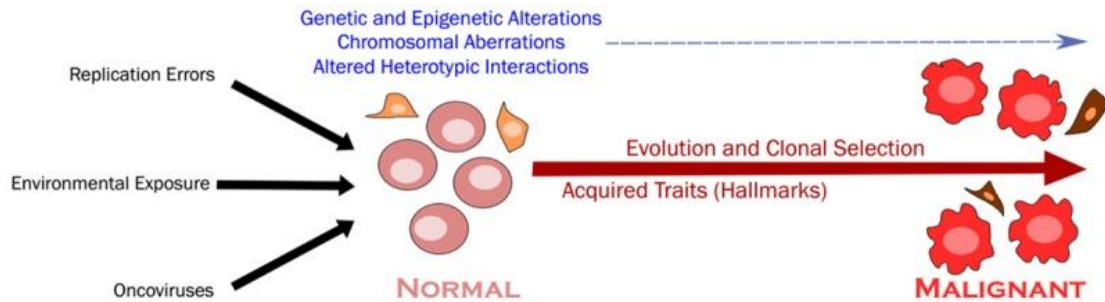 Genetic and Epigenetic Alterations
Chromosomal Aberrations
Altered Heterotypic Interactions
Replication Errors
Environmental Exposure
Oncoviruses
Evolution and Clonal Selection
Acquired Traits (Hallmarks)
NORMAL
MALIGNANT